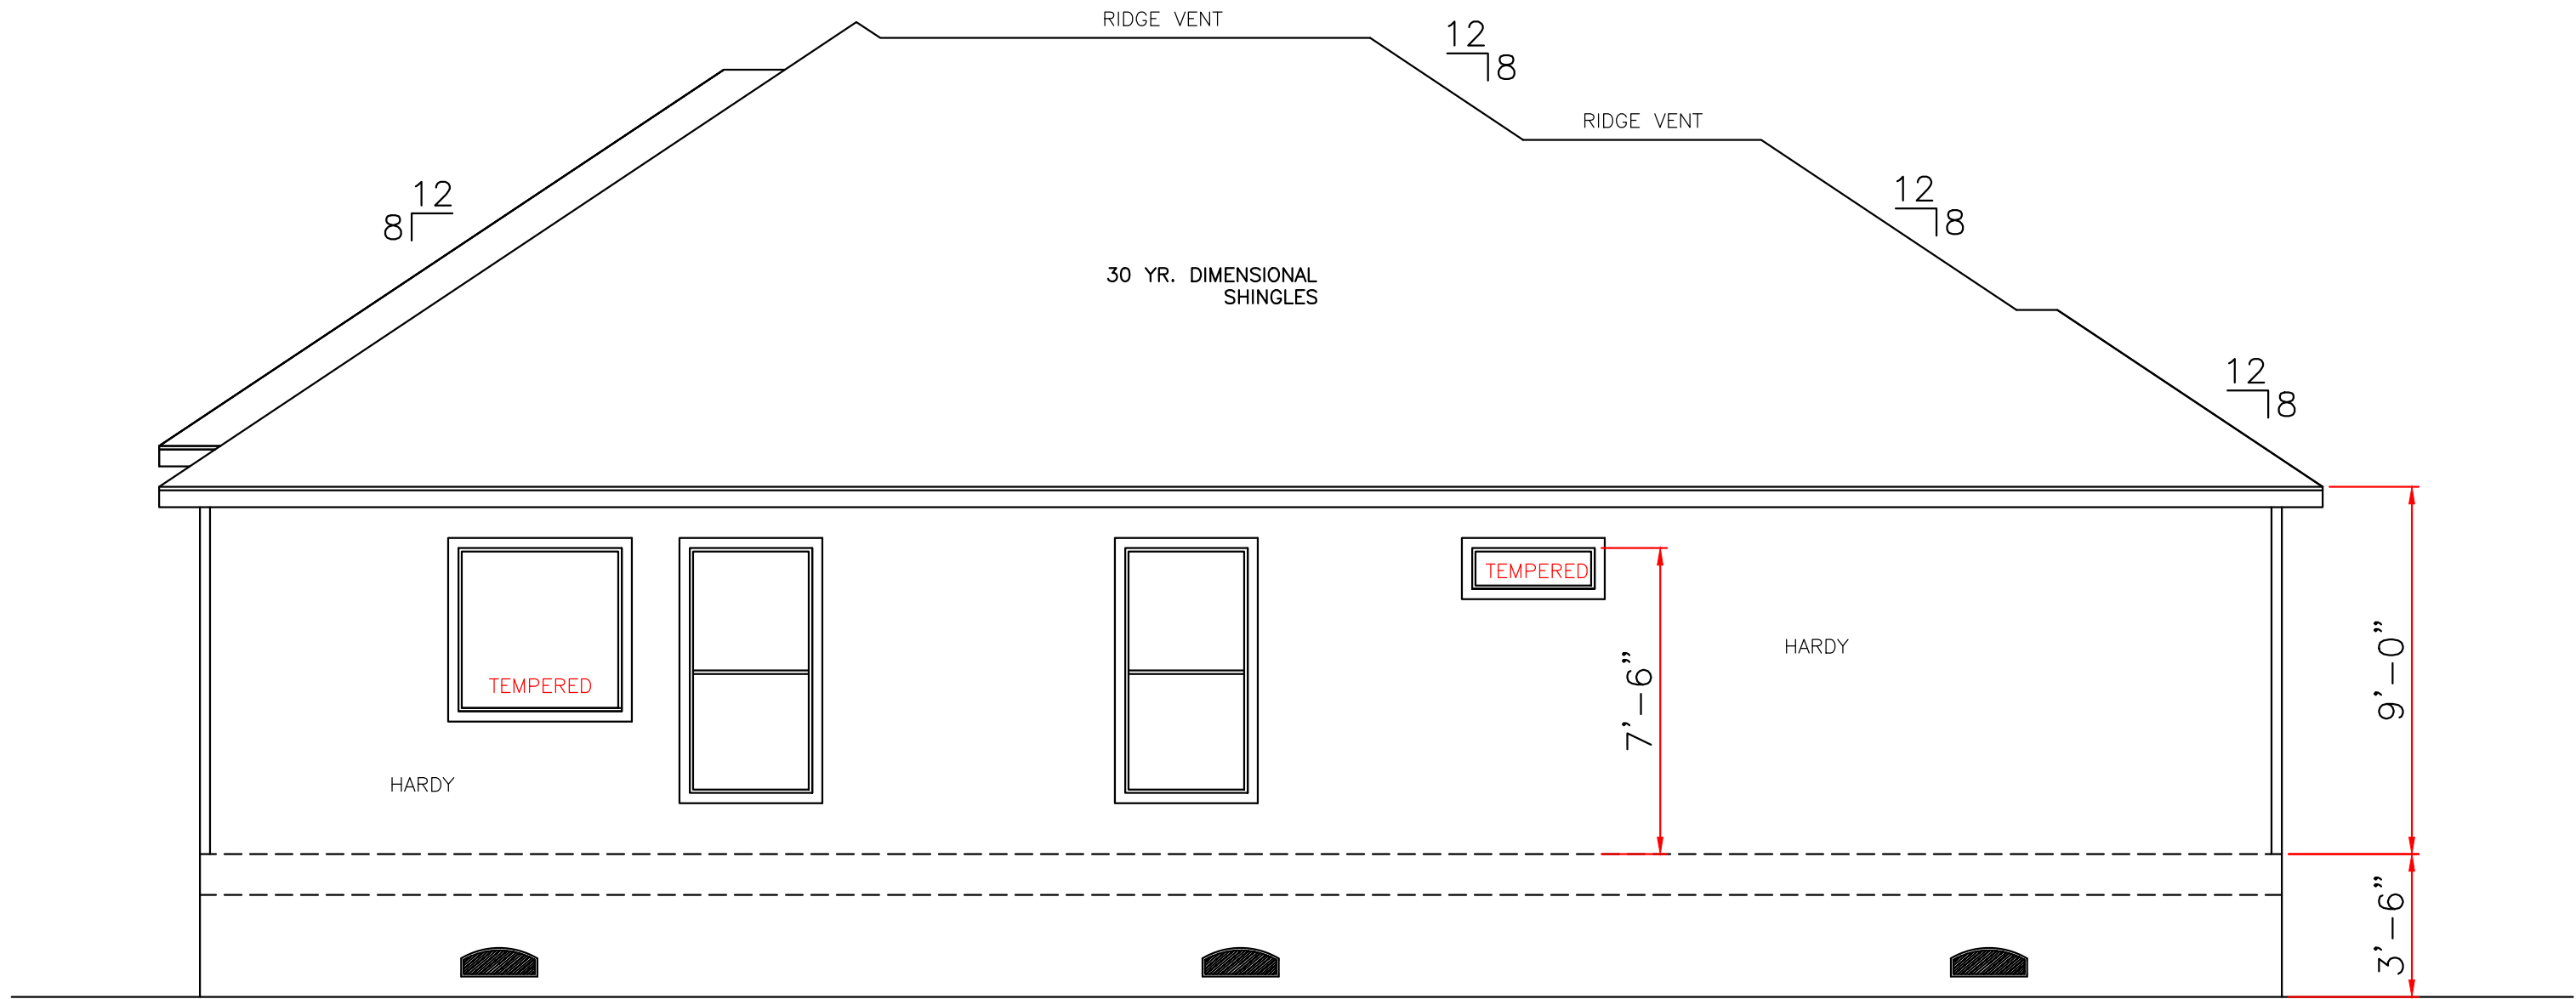 RIDGE VENT
12
8
RIDGE VENT
12
8
12
8
30 YR. DIMENSIONAL
SHINGLES
12
8
TEMPERED
TEMPERED
HARDY
HARDY
7'-6"
9'-0"
3'-6"